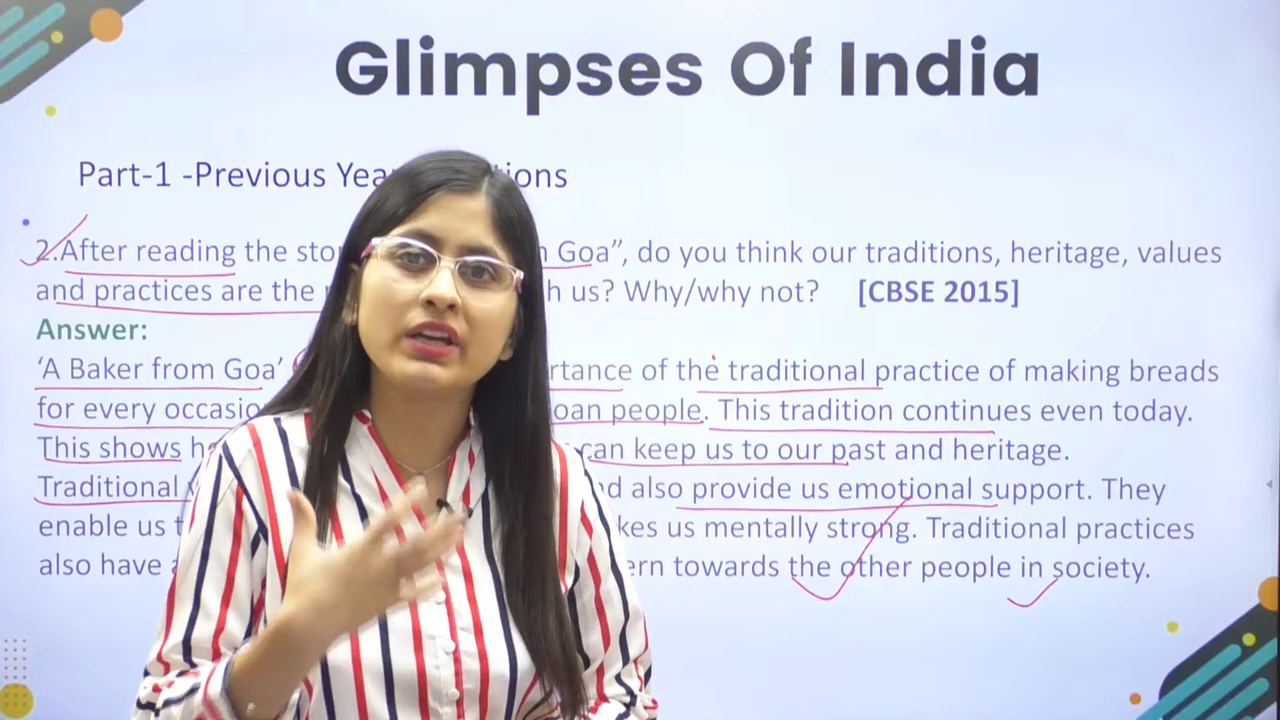 Glimpses Of India
Part-1 -Previous Yea ions
2.After reading the sto Goa”, do you think our traditions, heritage, values
and practices are the h us? Why/why not? [CBSE 2015]
Answer:
‘A Baker from Goa’ rtance of the traditional practice of making breads
for every occasio oan people. This tradition continues even today.
This shows h can keep us to our past and heritage.
Traditional d also provide us emotional support. They
enable us t kes us mentally strong. Traditional practices
also have a ern towards the other people in society.